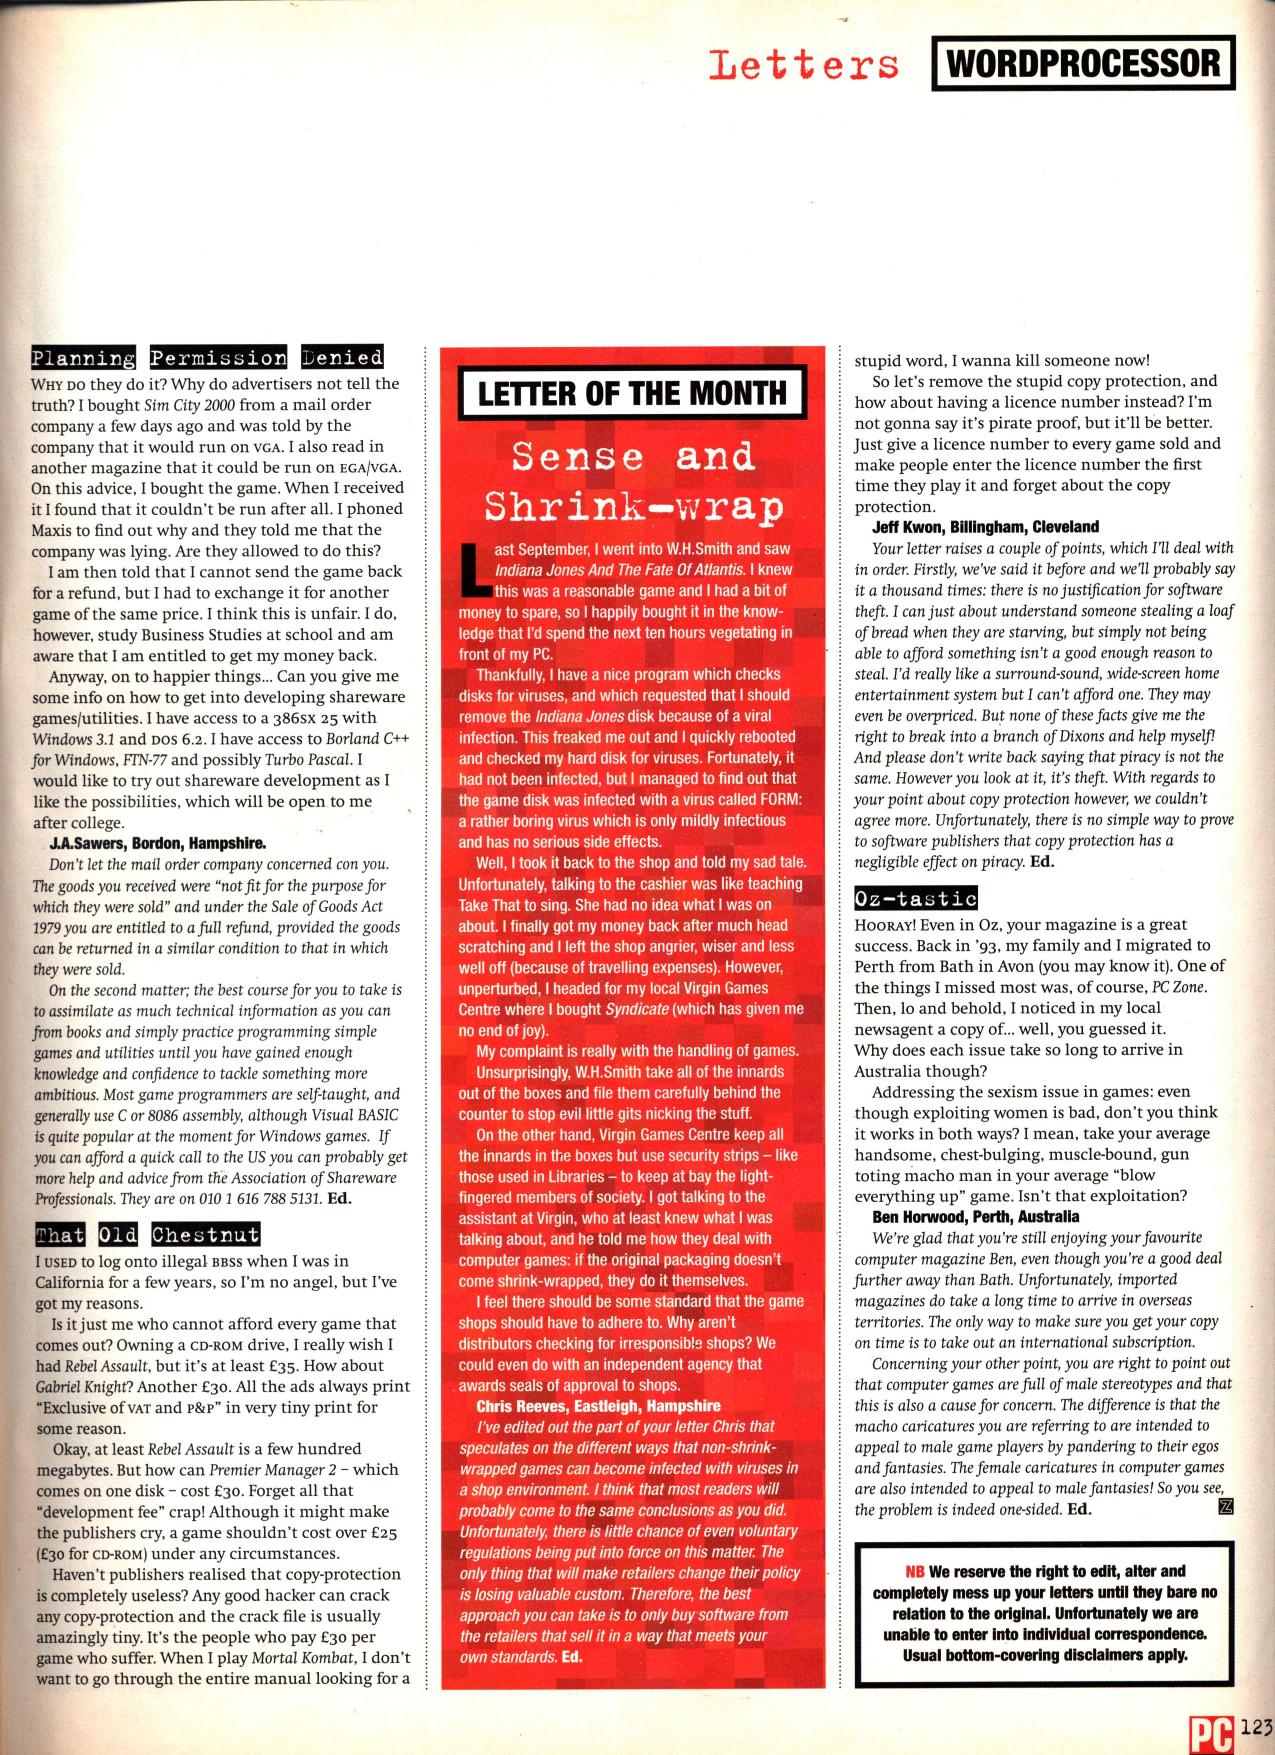 Letters WORDPROCESSOR
Planning Permission Denied
WHY DO they do it? Why do advertisers not tell the
truth? I bought Sim City 2000 from a mail order
company a few days ago and was told by the
company that it would run on VGA. I also read in
another magazine that it could be run on EGA/VGA.
On this advice, I bought the game. When I received
it I found that it couldn't be run after all. I phoned
Maxis to find out why and they told me that the
company was lying. Are they allowed to do this?
I am then told that I cannot send the game back
for a refund, but I had to exchange it for another
game of the same price. I think this is unfair. I do,
however, study Business Studies at school and am
aware that I am entitled to get my money back.
Anyway, on to happier things... Can you give me
some info on how to get into developing shareware
games/utilities. I have access to a 386SX 25 with
Windows 3.1 and DOS 6.2. I have access to Borland C++
for Windows, FTN-77 and possibly Turbo Pascal. I
would like to try out shareware development as I
like the possibilities, which will be open to me
after college.
J.A.Sawers, Bordon, Hampshire.
Don't let the mail order company concerned con you.
The goods you received were "not fit for the purpose for
which they were sold" and under the Sale of Goods Act
1979 you are entitled to a full refund, provided the goods
can be returned in a similar condition to that in which
they were sold.
On the second matter; the best course for you to take is
to assimilate as much technical information as you can
from books and simply practice programming simple
games and utilities until you have gained enough
knowledge and confidence to tackle something more
ambitious. Most game programmers are self-taught, and
generally use C or 8086 assembly, although Visual BASIC
is quite popular at the moment for Windows games. If
you can afford a quick call to the US you can probably get
more help and advice from the Association of Shareware
Professionals. They are on 010 1 616 788 5131. Ed.
That Old Chestnut
I USED to log onto illegal BBSS when I was in
California for a few years, so I'm no angel, but I've
got my reasons.
Is it just me who cannot afford every game that
comes out? Owning a CD-ROM drive, I really wish I
had Rebel Assault, but it's at least £35. How about
Gabriel Knight? Another £30. All the ads always print
"Exclusive of VAT and P&P" in very tiny print for
some reason.
Okay, at least Rebel Assault is a few hundred
megabytes. But how can Premier Manager 2 – which
comes on one disk – cost £30. Forget all that
"development fee" crap! Although it might make
the publishers cry, a game shouldn't cost over £25
(£30 for CD-ROM) under any circumstances.
Haven't publishers realised that copy-protection
is completely useless? Any good hacker can crack
any copy-protection and the crack file is usually
amazingly tiny. It's the people who pay £30 per
game who suffer. When I play Mortal Kombat, I don't
want to go through the entire manual looking for a
LETTER OF THE MONTH
Sense and
Shrink-wrap
Last September, I went into W.H.Smith and saw
Indiana Jones And The Fate Of Atlantis. I knew
this was a reasonable game and I had a bit of
money to spare, so I happily bought it in the know-
ledge that I'd spend the next ten hours vegetating in
front of my PC.
Thankfully, I have a nice program which checks
disks for viruses, and which requested that I should
remove the Indiana Jones disk because of a viral
infection. This freaked me out and I quickly rebooted
and checked my hard disk for viruses. Fortunately, it
had not been infected, but I managed to find out that
the game disk was infected with a virus called FORM:
a rather boring virus which is only mildly infectious
and has no serious side effects.
Well, I took it back to the shop and told my sad tale.
Unfortunately, talking to the cashier was like teaching
Take That to sing. She had no idea what I was on
about. I finally got my money back after much head
scratching and I left the shop angrier, wiser and less
well off (because of travelling expenses). However,
unperturbed, I headed for my local Virgin Games
Centre where I bought Syndicate (which has given me
no end of joy).
My complaint is really with the handling of games.
Unsurprisingly, W.H.Smith take all of the innards
out of the boxes and file them carefully behind the
counter to stop evil little gits nicking the stuff.
On the other hand, Virgin Games Centre keep all
the innards in the boxes but use security strips – like
those used in Libraries – to keep at bay the light-
fingered members of society. I got talking to the
assistant at Virgin, who at least knew what I was
talking about, and he told me how they deal with
computer games: if the original packaging doesn't
come shrink-wrapped, they do it themselves.
I feel there should be some standard that the game
shops should have to adhere to. Why aren't
distributors checking for irresponsible shops? We
could even do with an independent agency that
awards seals of approval to shops.
Chris Reeves, Eastleigh, Hampshire
I've edited out the part of your letter Chris that
speculates on the different ways that non-shrink-
wrapped games can become infected with viruses in
a shop environment. I think that most readers will
probably come to the same conclusions as you did.
Unfortunately, there is little chance of even voluntary
regulations being put into force on this matter. The
only thing that will make retailers change their policy
is losing valuable custom. Therefore, the best
approach you can take is to only buy software from
the retailers that sell it in a way that meets your
own standards. Ed.
stupid word, I wanna kill someone now!
So let's remove the stupid copy protection, and
how about having a licence number instead? I'm
not gonna say it's pirate proof, but it'll be better.
Just give a licence number to every game sold and
make people enter the licence number the first
time they play it and forget about the copy
protection.
Jeff Kwon, Billingham, Cleveland
Your letter raises a couple of points, which I'll deal with
in order. Firstly, we've said it before and we'll probably say
it a thousand times: there is no justification for software
theft. I can just about understand someone stealing a loaf
of bread when they are starving, but simply not being
able to afford something isn't a good enough reason to
steal. I'd really like a surround-sound, wide-screen home
entertainment system but I can't afford one. They may
even be overpriced. But none of these facts give me the
right to break into a branch of Dixons and help myself!
And please don't write back saying that piracy is not the
same. However you look at it, it's theft. With regards to
your point about copy protection however, we couldn't
agree more. Unfortunately, there is no simple way to prove
to software publishers that copy protection has a
negligible effect on piracy. Ed.
Oz-tastic
HOORAY! Even in Oz, your magazine is a great
success. Back in '93, my family and I migrated to
Perth from Bath in Avon (you may know it). One of
the things I missed most was, of course, PC Zone.
Then, lo and behold, I noticed in my local
newsagent a copy of... well, you guessed it.
Why does each issue take so long to arrive in
Australia though?
Addressing the sexism issue in games: even
though exploiting women is bad, don't you think
it works in both ways? I mean, take your average
handsome, chest-bulging, muscle-bound, gun
toting macho man in your average "blow
everything up" game. Isn't that exploitation?
Ben Horwood, Perth, Australia
We're glad that you're still enjoying your favourite
computer magazine Ben, even though you're a good deal
further away than Bath. Unfortunately, imported
magazines do take a long time to arrive in overseas
territories. The only way to make sure you get your copy
on time is to take out an international subscription.
Concerning your other point, you are right to point out
that computer games are full of male stereotypes and that
this is also a cause for concern. The difference is that the
macho caricatures you are referring to are intended to
appeal to male game players by pandering to their egos
and fantasies. The female caricatures in computer games
are also intended to appeal to male fantasies! So you see,
the problem is indeed one-sided. Ed. Z
NB We reserve the right to edit, alter and
completely mess up your letters until they bare no
relation to the original. Unfortunately we are
unable to enter into individual correspondence.
Usual bottom-covering disclaimers apply.
PC 123